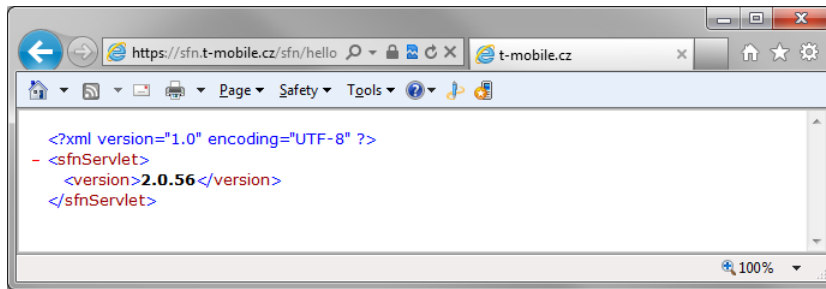 https://sfn.t-mobile.cz/sfn/hello
t-mobile.cz
Page Safety Tools
<?xml version="1.0" encoding="UTF-8" ?>
- <sfnServlet>
<version>2.0.56</version>
</sfnServlet>
100%